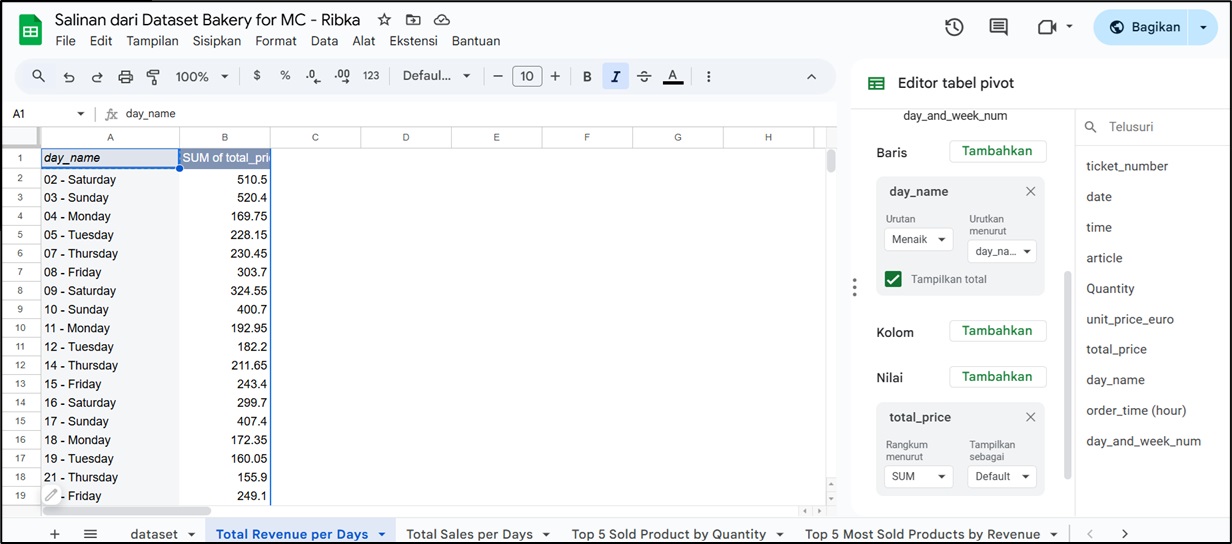 Salinan dari Dataset Bakery for MC - Ribka
File Edit Tampilan Sisipkan Format Data Alat Ekstensi Bantuan
Bagikan
100% $ % .0 .00 123 Defaul... - 10 + B I S A
Editor tabel pivot
A1 fx day_name
A B C D E F G H
1 day_name SUM of total_pri
2 02 - Saturday 510.5
3 03 - Sunday 520.4
4 04 - Monday 169.75
5 05 - Tuesday 228.15
6 07 - Thursday 230.45
7 08 - Friday 303.7
8 09 - Saturday 324.55
9 10 - Sunday 400.7
10 11 - Monday 192.95
11 12 - Tuesday 182.2
12 14 - Thursday 211.65
13 15 - Friday 243.4
14 16 - Saturday 299.7
15 17 - Sunday 407.4
16 18 - Monday 172.35
17 19 - Tuesday 160.05
18 21 - Thursday 155.9
19 - Friday 249.1
day_and_week_num
Baris Tambahkan
day_name
Urutan Urutkan menurut
Menaik day_na...
Tampilkan total
Kolom Tambahkan
Nilai Tambahkan
total_price
Rangkum menurut Tampilkan sebagai
SUM Default
Telusuri
ticket_number
date
time
article
Quantity
unit_price_euro
total_price
day_name
order_time (hour)
day_and_week_num
+ dataset Total Revenue per Days Total Sales per Days Top 5 Sold Product by Quantity Top 5 Most Sold Products by Revenue